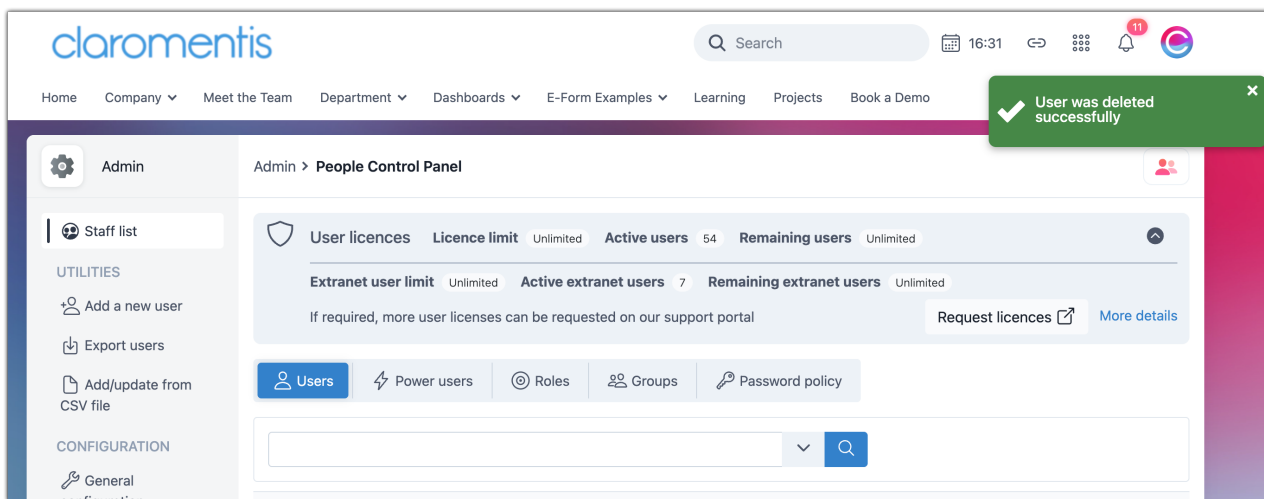 claromentis
Search
16:31
11
Home Company Meet the Team Department Dashboards E-Form Examples Learning Projects Book a Demo
User was deleted
successfully
Admin
Admin > People Control Panel
Staff list
UTILITIES
Add a new user
Export users
Add/update from
CSV file
CONFIGURATION
General
configuration
User licences Licence limit Unlimited Active users 54 Remaining users Unlimited
Extranet user limit Unlimited Active extranet users 7 Remaining extranet users Unlimited
If required, more user licenses can be requested on our support portal
Request licences More details
Users Power users Roles Groups Password policy